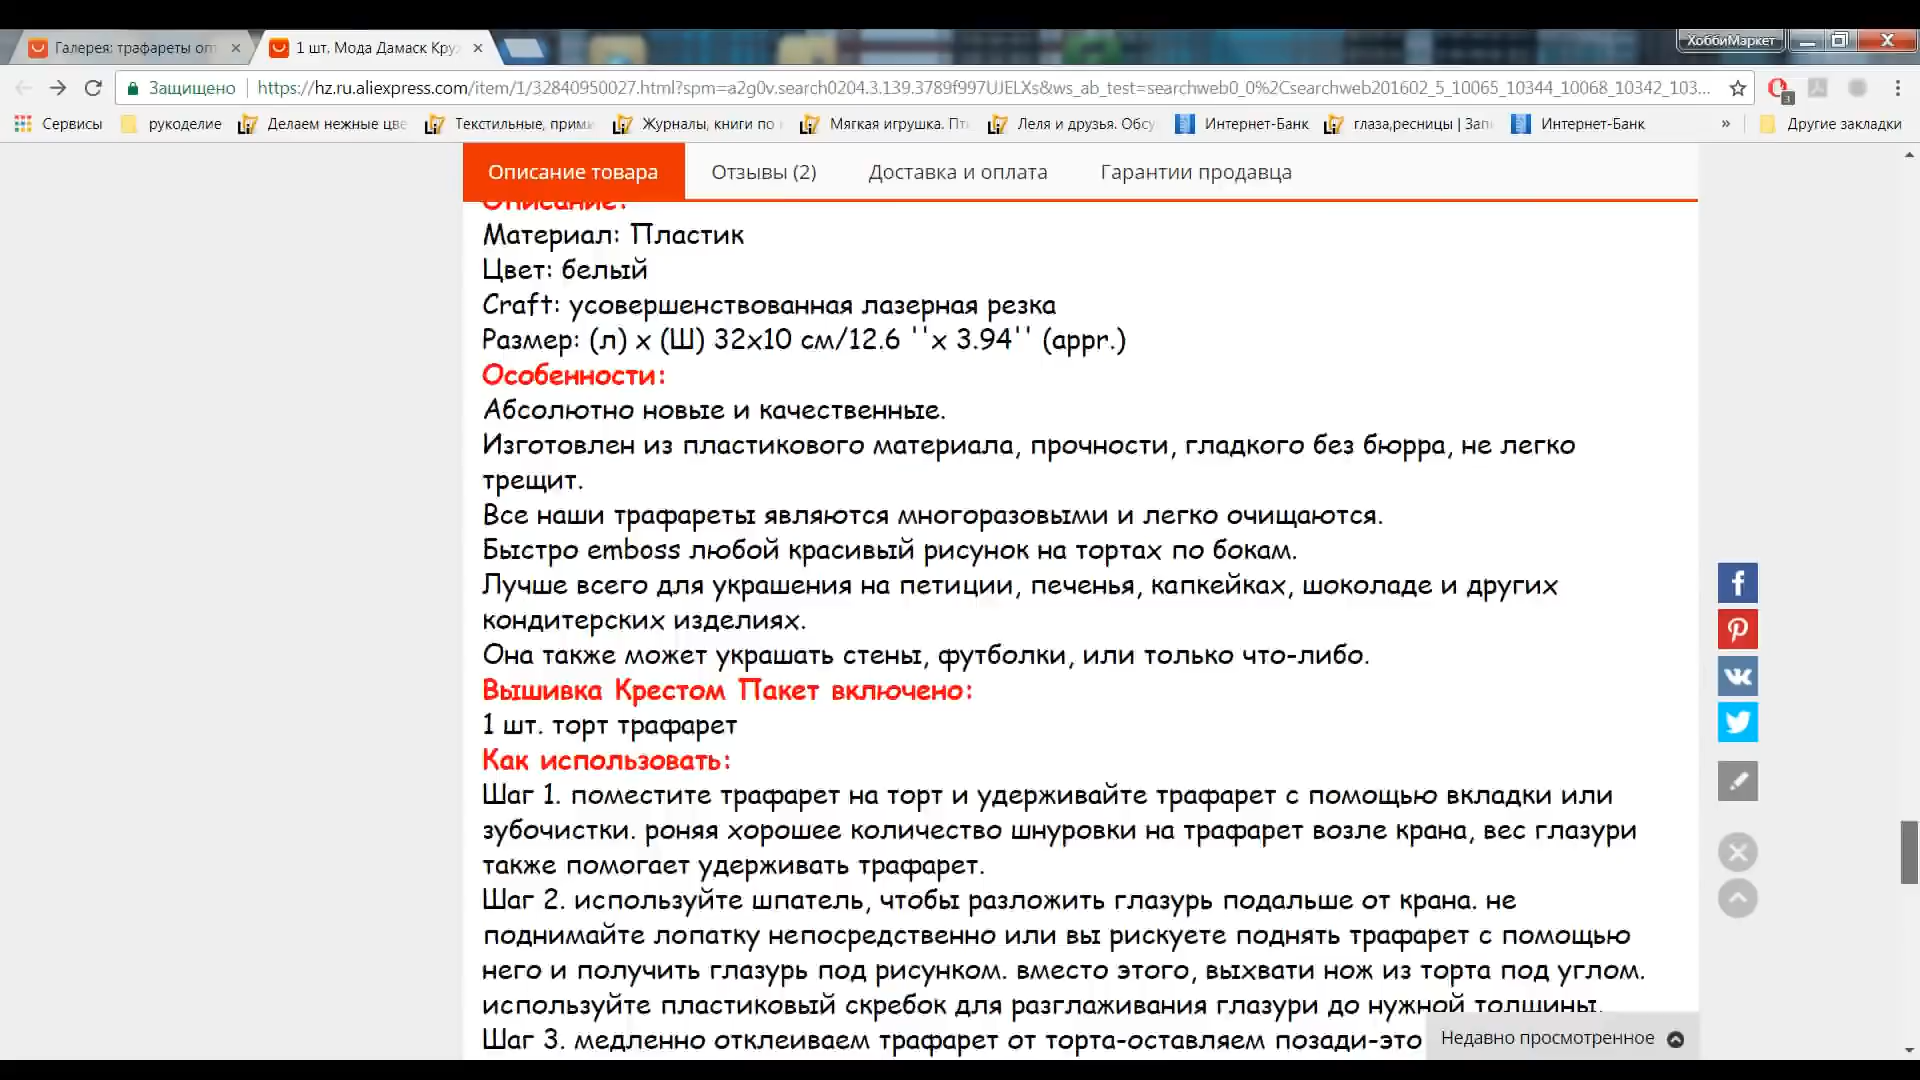 Галерея: трафареты оп
1 шт. Мода Дамаск Кру
ХоббиМаркет
Защищено
https://hz.ru.aliexpress.com/item/1/32840950027.html?spm=a2g0v.search0204.3.139.3789f997UJELXs&ws_ab_test=searchweb0_0%2Csearchweb201602_5_10065_10344_10068_10342_103...
3
Сервисы рукоделие Делаем нежные цве Текстильные, прими Журналы, книги по Мягкая игрушка. Пт Леля и друзья. Обсу Интернет-Банк глаза,ресницы | Запи Интернет-Банк » Другие закладки
Описание товара Отзывы (2) Доставка и оплата Гарантии продавца
Описание:
Материал: Пластик
Цвет: белый
Craft: усовершенствованная лазерная резка
Размер: (л) x (Ш) 32x10 см/12.6 ''x 3.94'' (appr.)
Особенности:
Абсолютно новые и качественные.
Изготовлен из пластикового материала, прочности, гладкого без бюрра, не легко
трещит.
Все наши трафареты являются многоразовыми и легко очищаются.
Быстро emboss любой красивый рисунок на тортах по бокам.
Лучше всего для украшения на петиции, печенья, капкейках, шоколаде и других
кондитерских изделиях.
Она также может украшать стены, футболки, или только что-либо.
Вышивка Крестом Пакет включено:
1 шт. торт трафарет
Как использовать:
Шаг 1. поместите трафарет на торт и удерживайте трафарет с помощью вкладки или
зубочистки. роняя хорошее количество шнуровки на трафарет возле крана, вес глазури
также помогает удерживать трафарет.
Шаг 2. используйте шпатель, чтобы разложить глазурь подальше от крана. не
поднимайте лопатку непосредственно или вы рискуете поднять трафарет с помощью
него и получить глазурь под рисунком. вместо этого, выхвати нож из торта под углом.
используйте пластиковый скребок для разглаживания глазури до нужной толщины.
Шаг 3. медленно отклеиваем трафарет от торта-оставляем позади-это
Недавно просмотренное